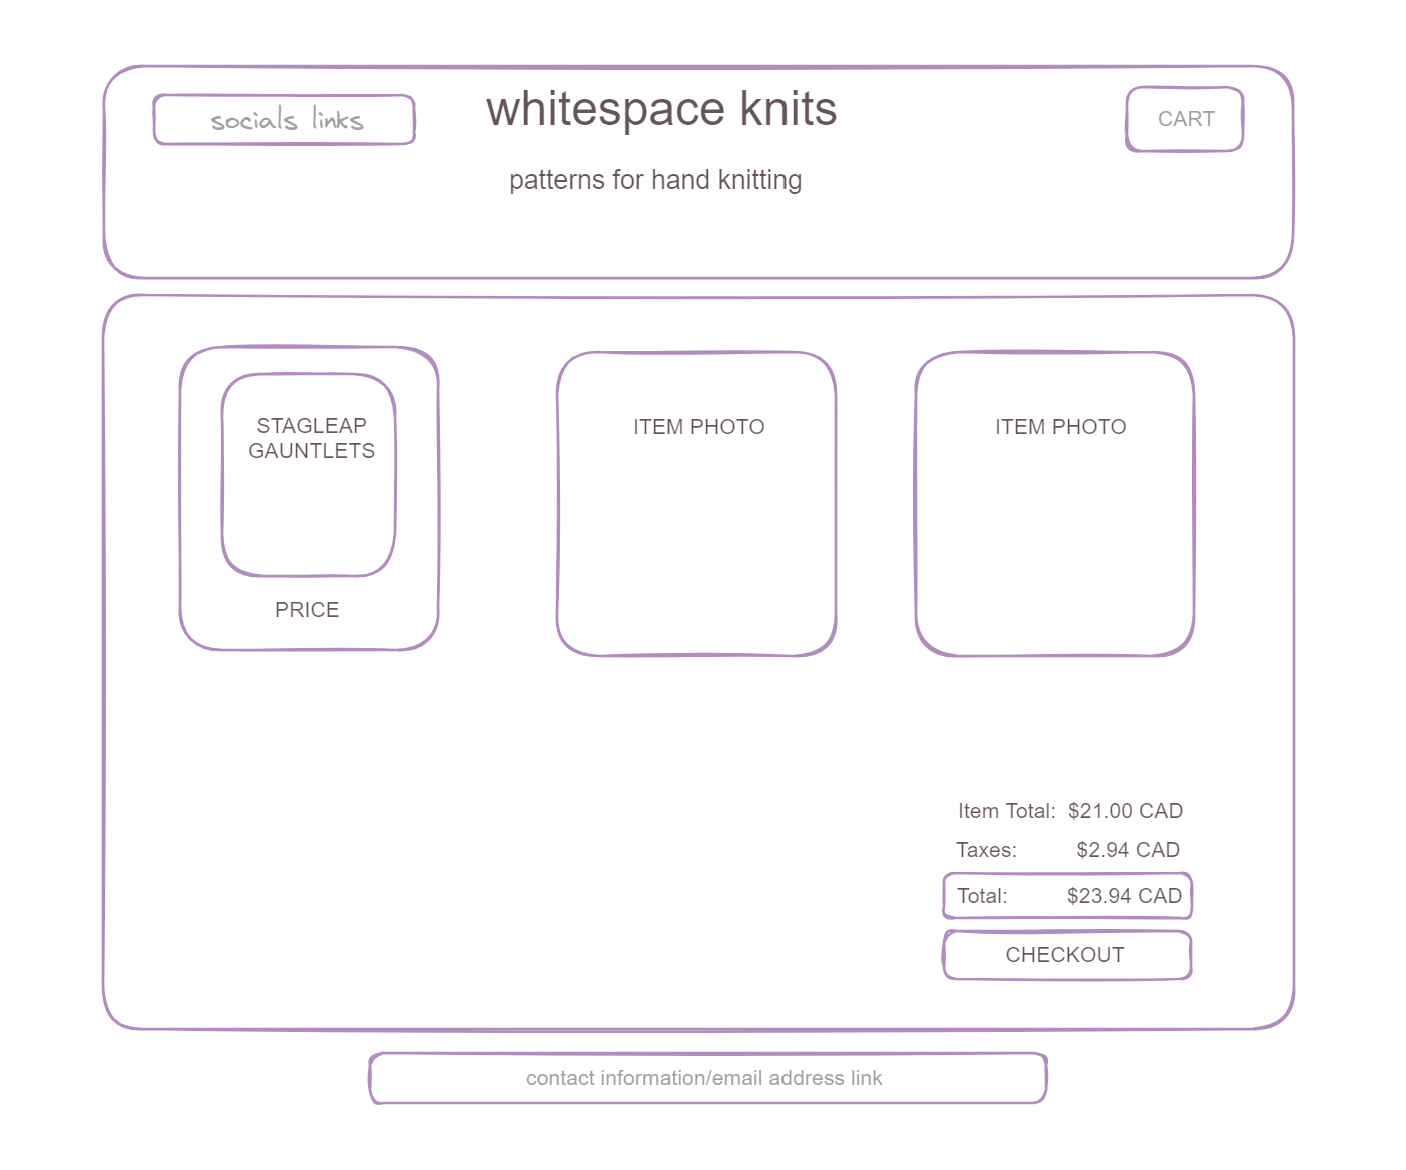 socials links
whitespace knits
CART
patterns for hand knitting
STAGLEAP
GAUNTLETS
PRICE
ITEM PHOTO
ITEM PHOTO
Item Total: $21.00 CAD
Taxes: $2.94 CAD
Total: $23.94 CAD
CHECKOUT
contact information/email address link